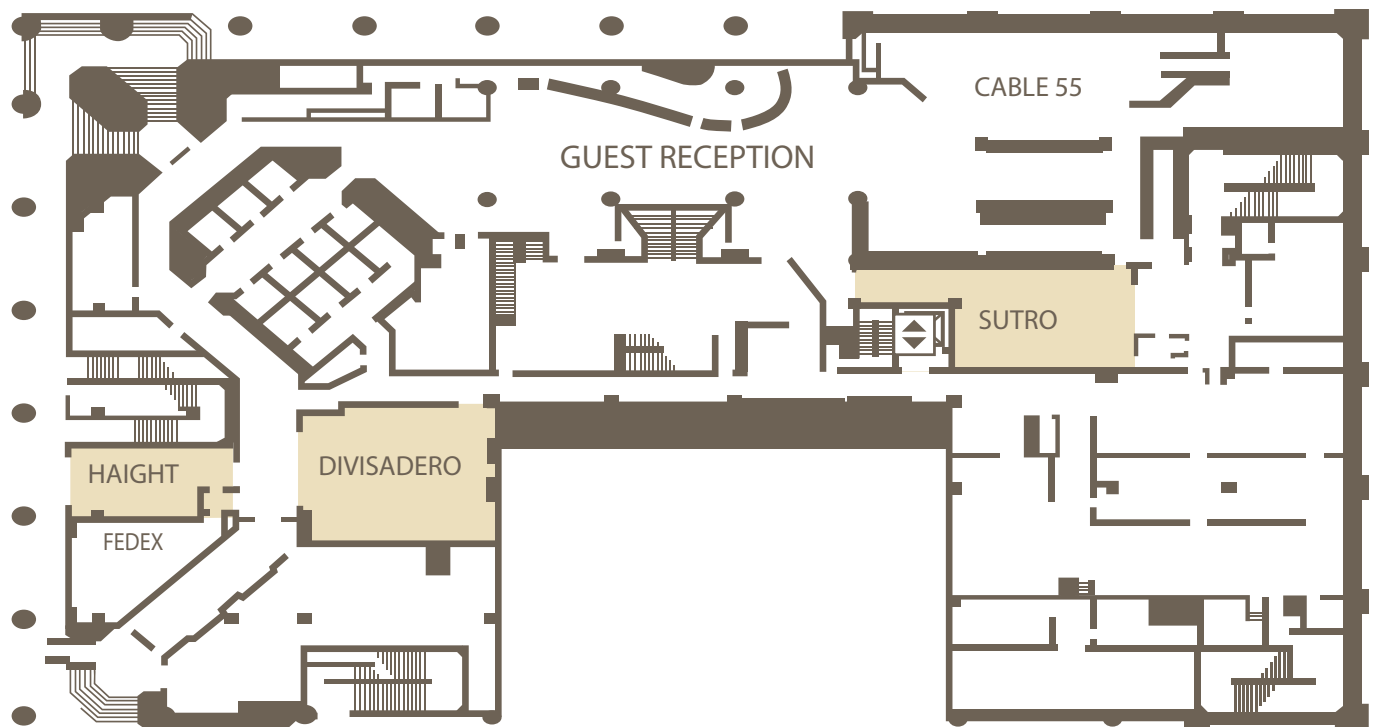 CABLE 55
GUEST RECEPTION
SUTRO
HAIGHT
DIVISADERO
FEDEX